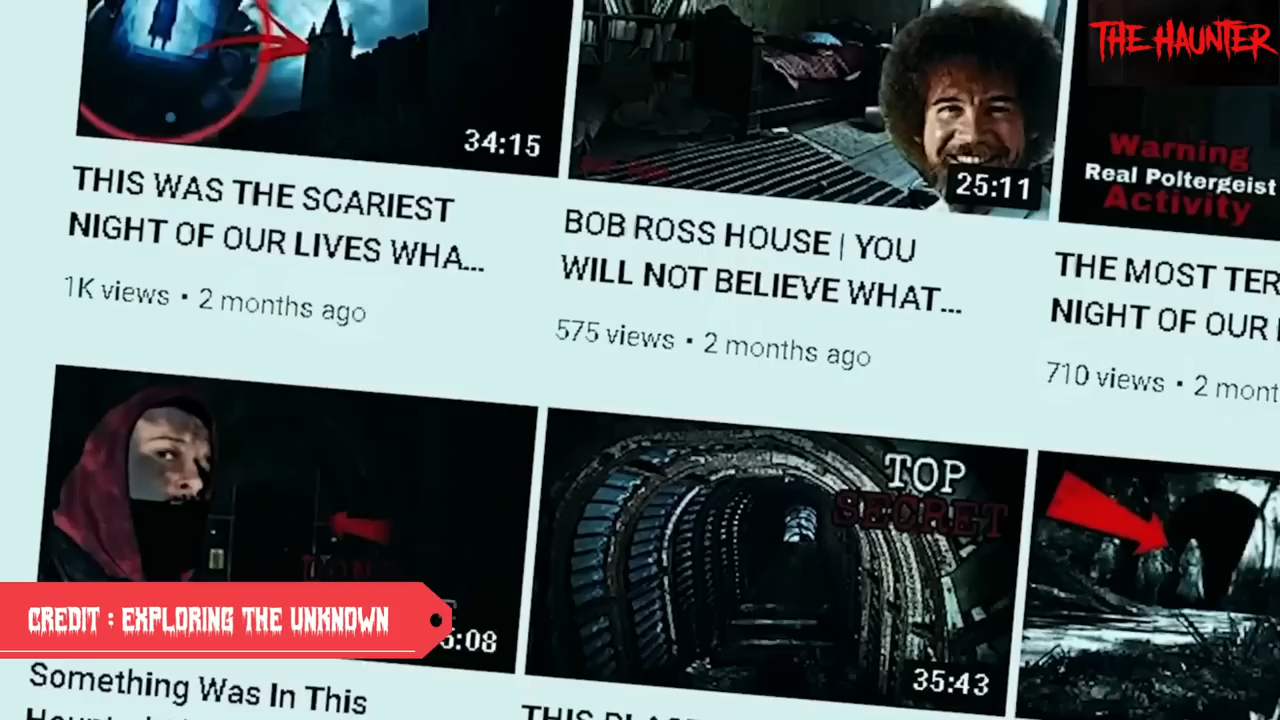 THE HAUNTER
34:15
25:11
Warning
Real Poltergeist
Activity
THIS WAS THE SCARIEST
NIGHT OF OUR LIVES WHA...
1K views • 2 months ago
BOB ROSS HOUSE | YOU
WILL NOT BELIEVE WHAT...
575 views • 2 months ago
THE MOST TER
NIGHT OF OUR
710 views • 2 mont
TOP
SECRET
CREDIT : EXPLORING THE UNKNOWN
5:08
35:43
Something Was In This